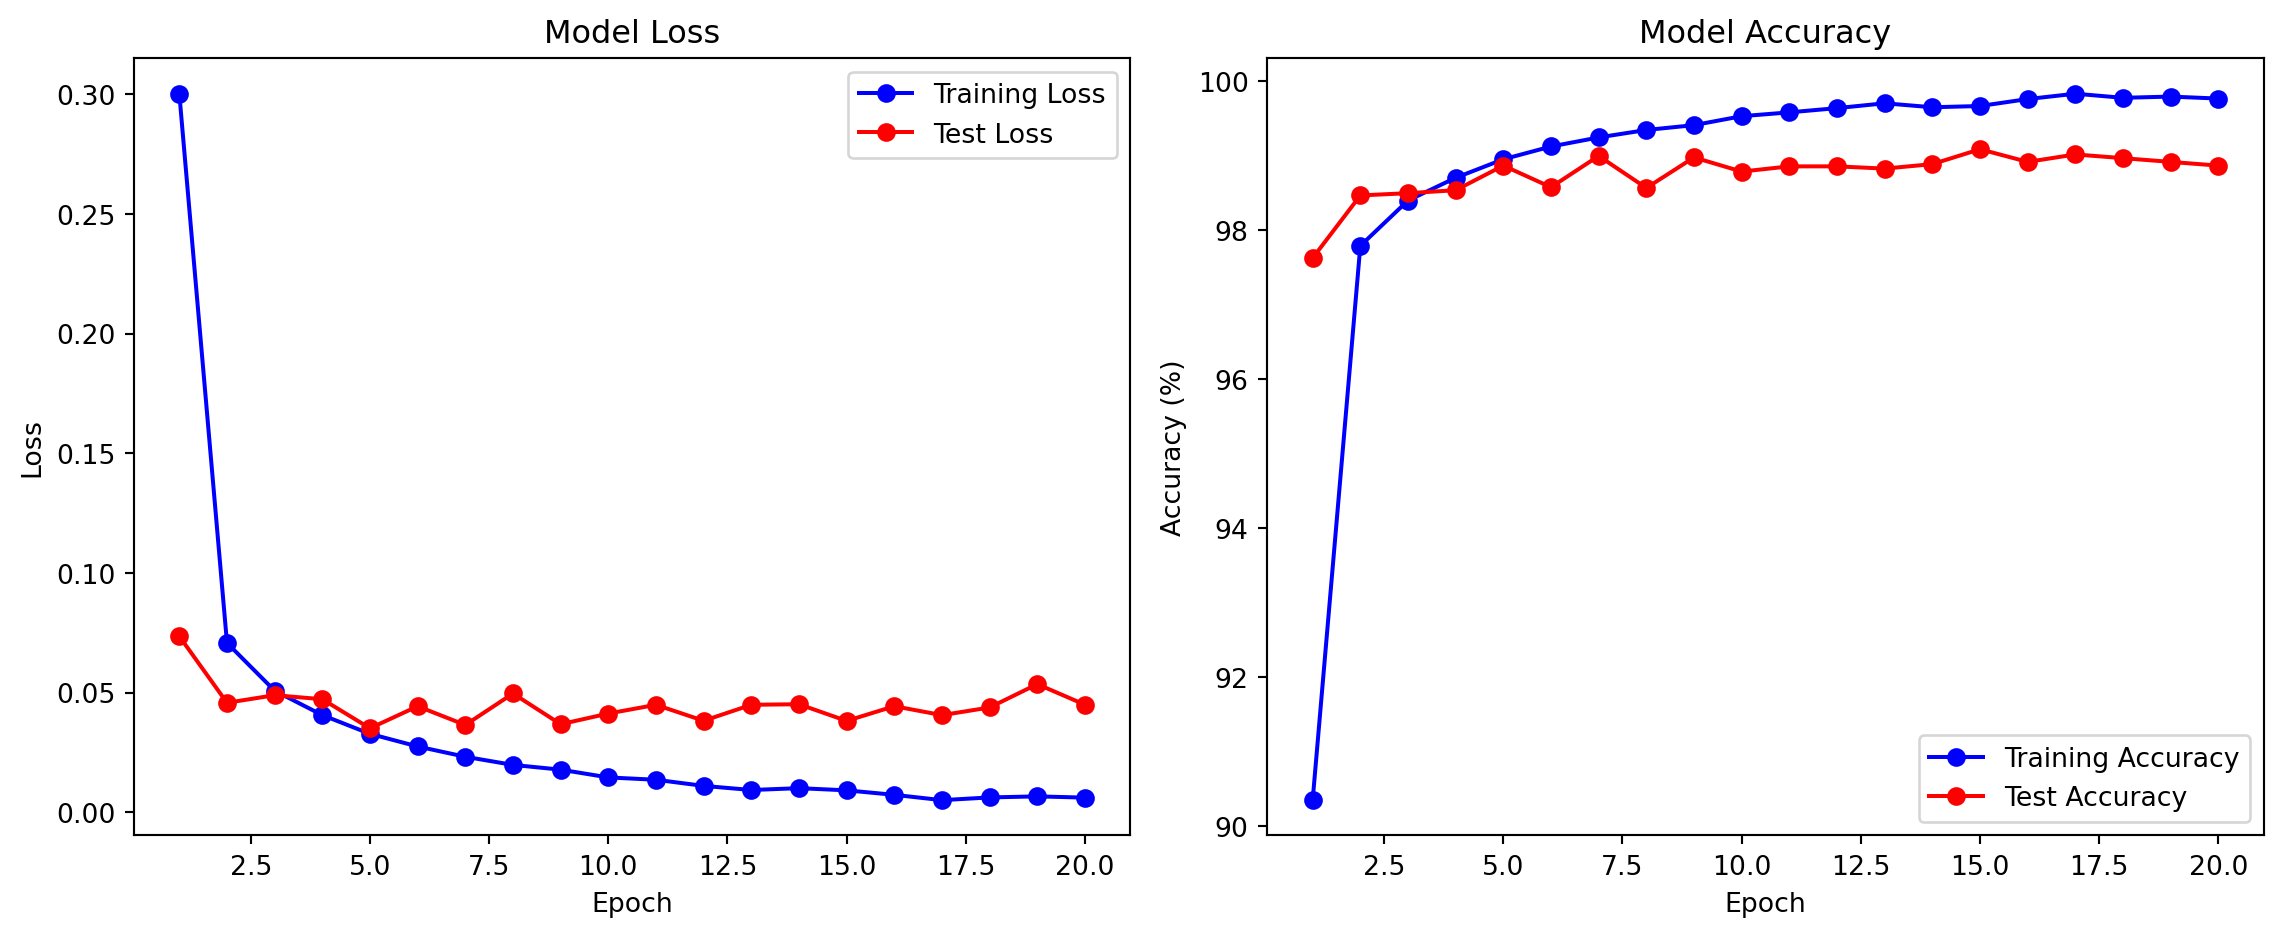 Model Loss
0.30
0.25
0.20
0.15
0.10
0.05
0.00
Loss
2.5 5.0 7.5 10.0 12.5 15.0 17.5 20.0
Epoch
Training Loss
Test Loss
Model Accuracy
100
98
96
94
92
90
Accuracy (%)
2.5 5.0 7.5 10.0 12.5 15.0 17.5 20.0
Epoch
Training Accuracy
Test Accuracy